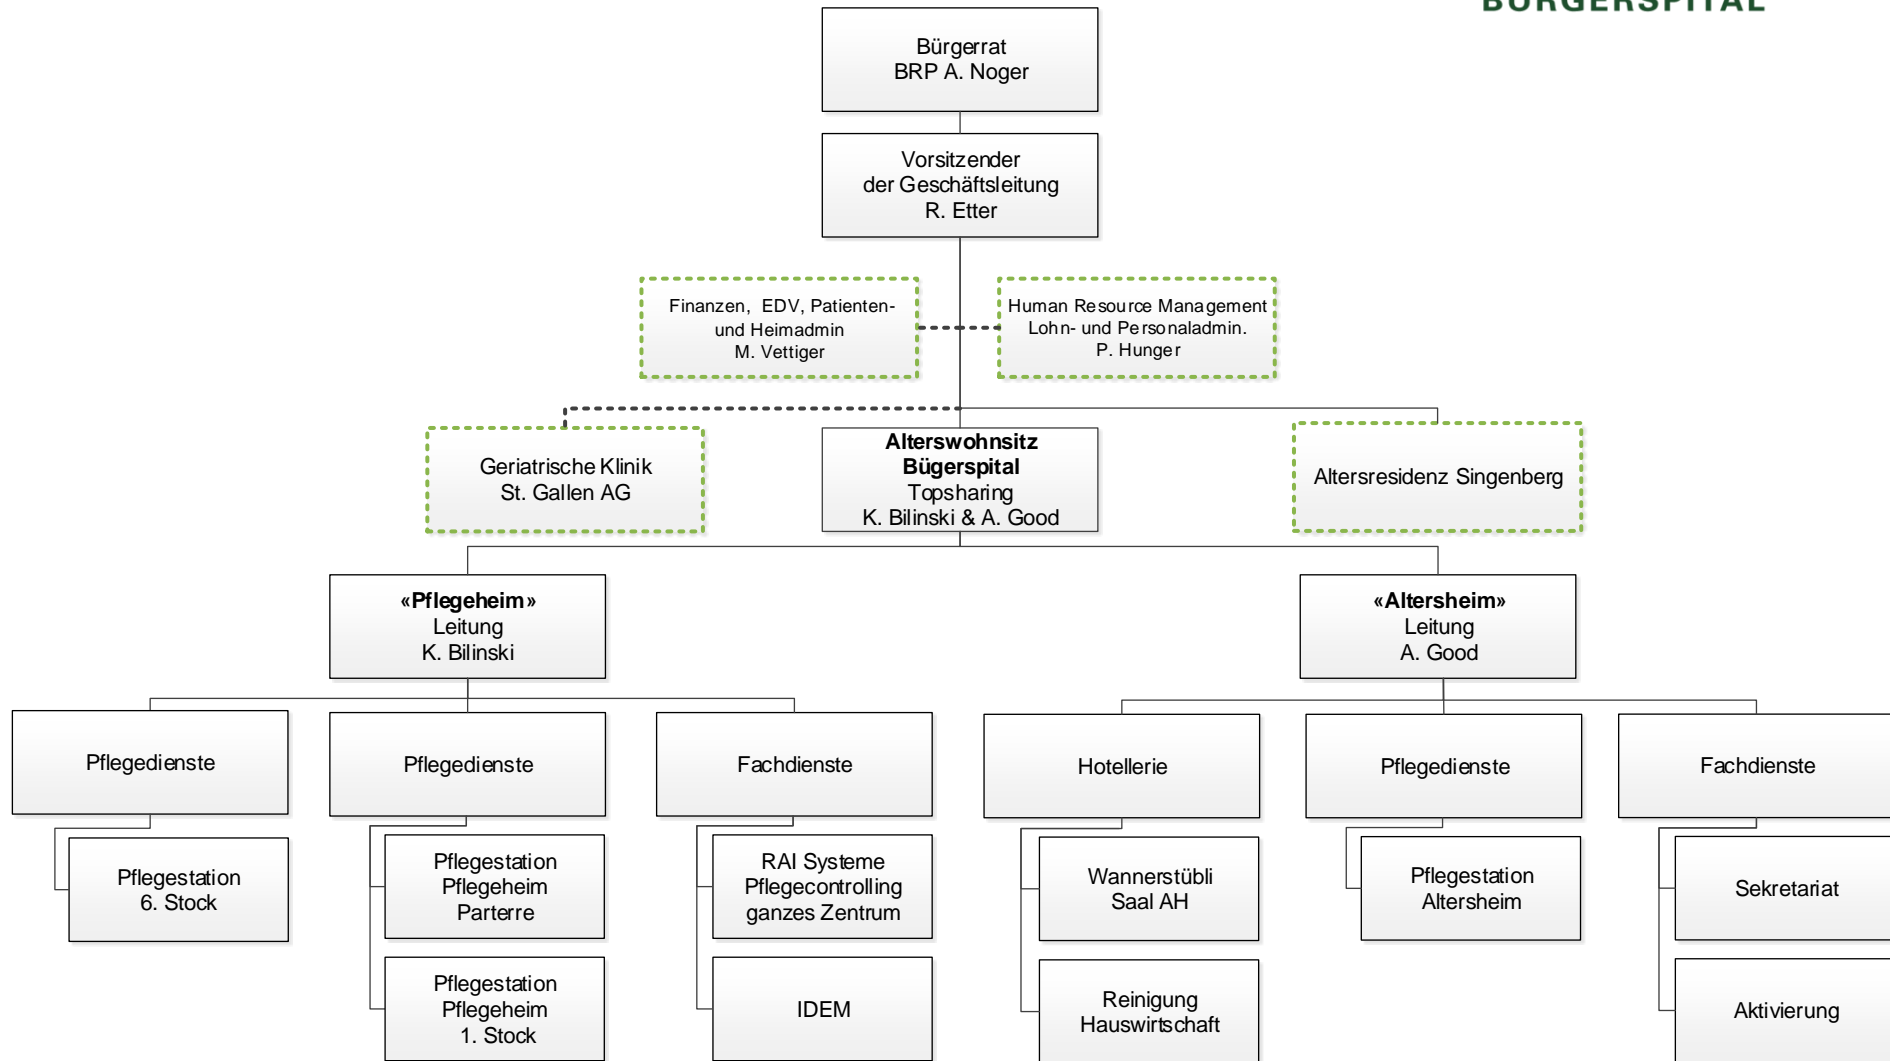 BÜRGERSPITAL
Bürgerrat
BRP A. Noger
Vorsitzender
der Geschäftsleitung
R. Etter
Finanzen, EDV, Patienten-
und Heimadmin
M. Vettiger
Human Resource Management
Lohn- und Personaladmin.
P. Hunger
Geriatrische Klinik
St. Gallen AG
Alterswohnsitz
Bügerspital
Topsharing
K. Bilinski & A. Good
Altersresidenz Singenberg
«Pflegeheim»
Leitung
K. Bilinski
«Altersheim»
Leitung
A. Good
Pflegedienste
Pflegedienste
Fachdienste
Hotellerie
Pflegedienste
Fachdienste
Pflegestation
6. Stock
Pflegestation
Pflegeheim
Parterre
RAI Systeme
Pflegecontrolling
ganzes Zentrum
Wannerstübli
Saal AH
Pflegestation
Altersheim
Sekretariat
Pflegestation
Pflegeheim
1. Stock
IDEM
Reinigung
Hauswirtschaft
Aktivierung